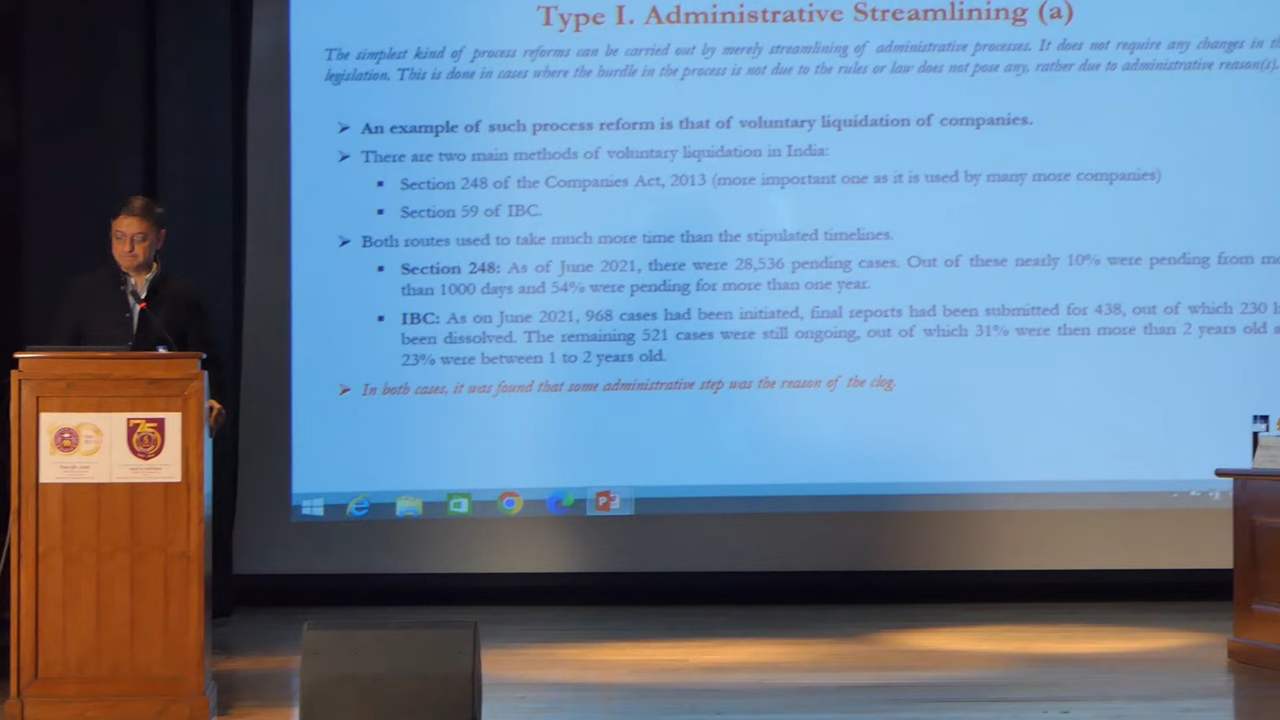 Type I. Administrative Streamlining (a)
The simplest kind of process reforms can be carried out by merely streamlining of administrative processes. It does not require any changes in
legislation. This is done in cases where the hurdle in the process is not due to the rules or law does not pose any, rather due to administrative reason(s).
➢ An example of such process reform is that of voluntary liquidation of companies.
➢ There are two main methods of voluntary liquidation in India:
▪ Section 248 of the Companies Act, 2013 (more important one as it is used by many more companies)
▪ Section 59 of IBC.
➢ Both routes used to take much more time than the stipulated timelines.
▪ Section 248: As of June 2021, there were 28,536 pending cases. Out of these nearly 10% were pending from
than 1000 days and 54% were pending for more than one year.
▪ IBC: As on June 2021, 968 cases had been initiated, final reports had been submitted for 438, out of which 230
been dissolved. The remaining 521 cases were still ongoing, out of which 31% were then more than 2 years old
23% were between 1 to 2 years old.
➢ In both cases, it was found that some administrative step was the reason of the clog.
75